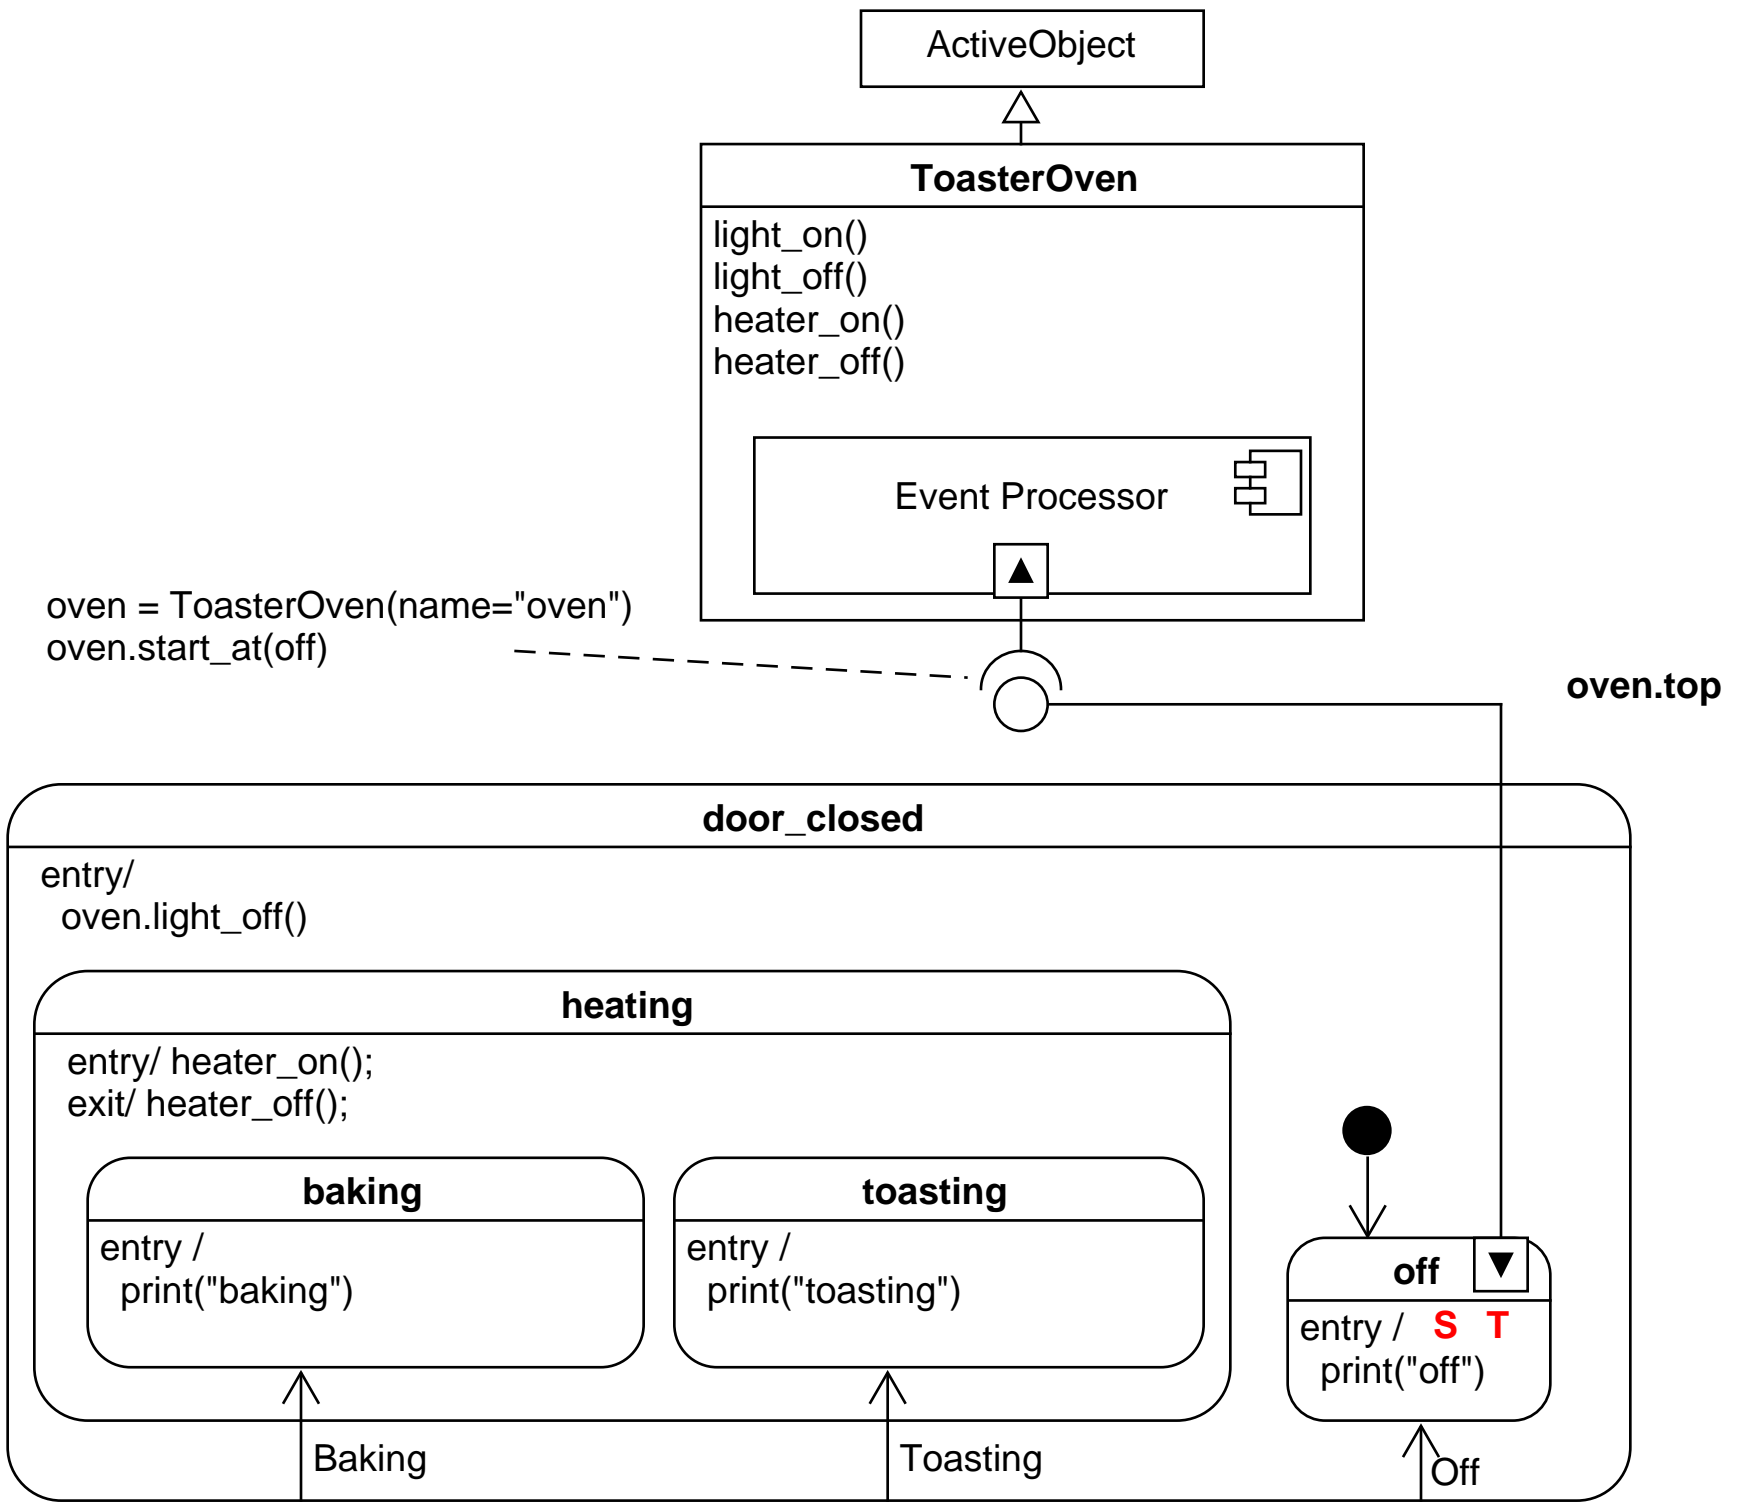 ActiveObject
ToasterOven
light_on()
light_off()
heater_on()
heater_off()
Event Processor
oven = ToasterOven(name="oven")
oven.start_at(off)
oven.top
door_closed
entry/
oven.light_off()
heating
entry/ heater_on();
exit/ heater_off();
baking
entry /
print("baking")
toasting
entry /
print("toasting")
off
entry / S T
print("off")
Baking
Toasting
Off